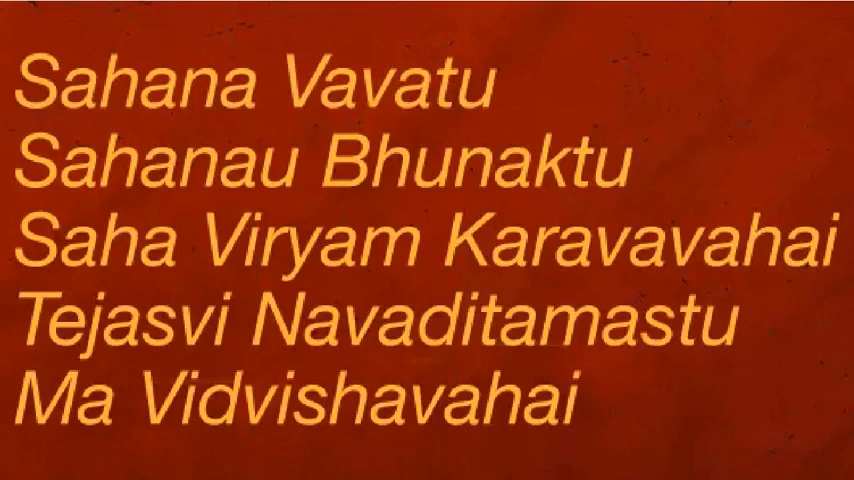 Sahana Vavatu
Sahanau Bhunaktu
Saha Viryam Karavavahai
Tejasvi Navaditamastu
Ma Vidvishavahai